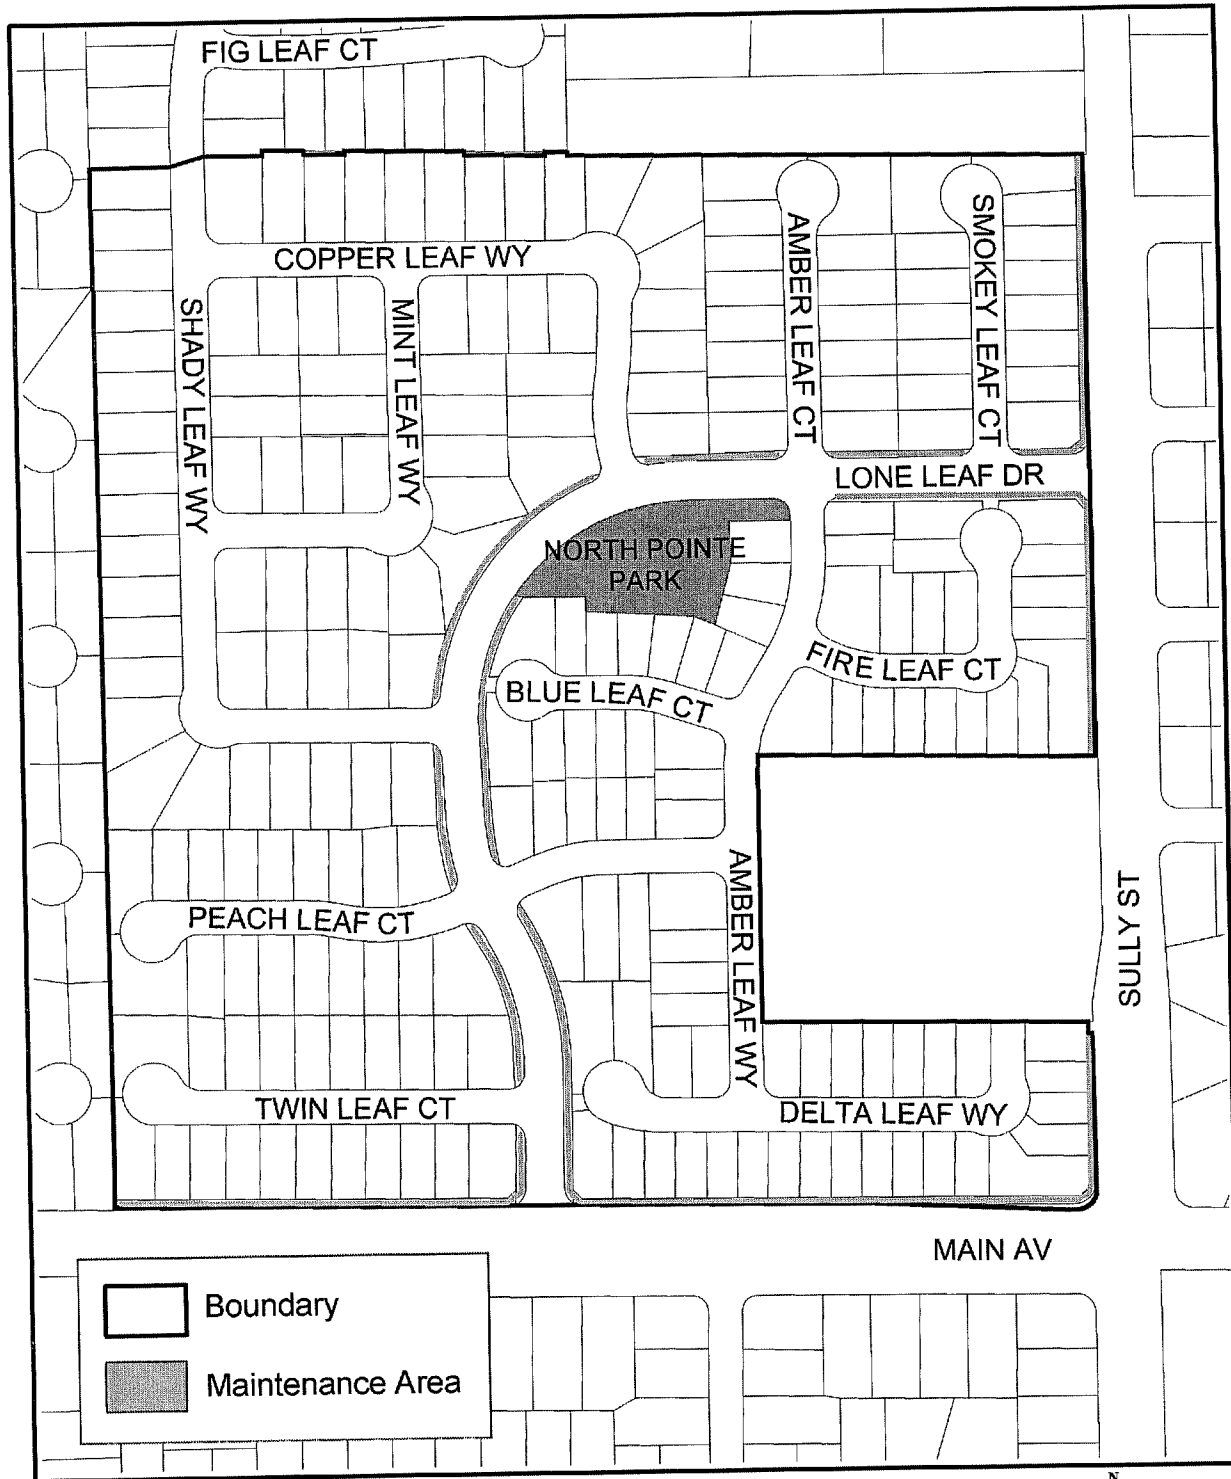 FIG LEAF CT
COPPER LEAF WY
SHADY LEAF WY
MINT LEAF WY
AMBER LEAF CT
SMOKEY LEAF CT
LONE LEAF DR
NORTH POINTE
PARK
FIRE LEAF CT
BLUE LEAF CT
AMBER LEAF WY
SULLY ST
PEACH LEAF CT
TWIN LEAF CT
DELTA LEAF WY
MAIN AV
Boundary
Maintenance Area
N